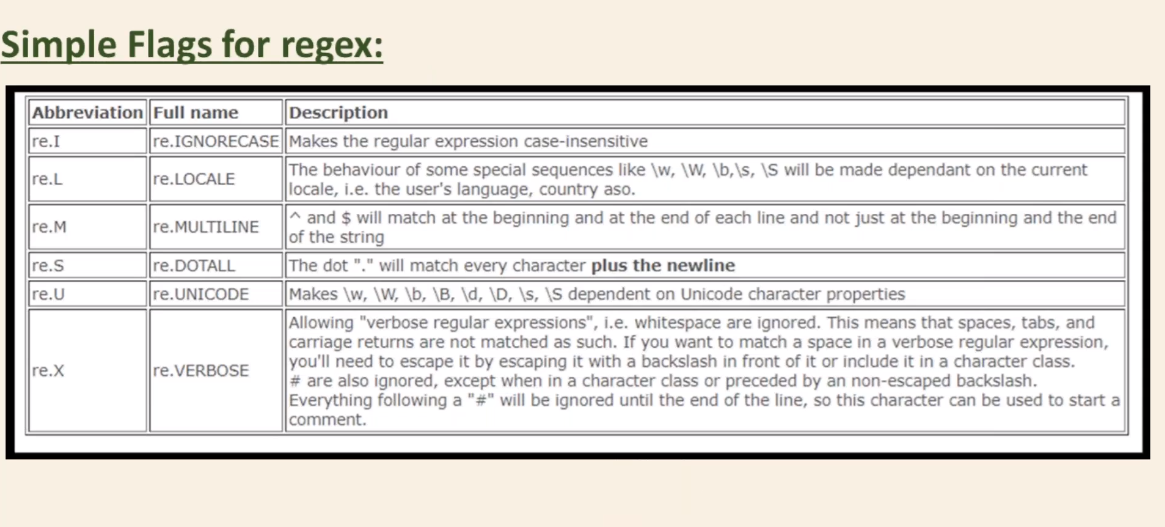 Simple Flags for regex:
Abbreviation Full name Description
re.I re.IGNORECASE Makes the regular expression case-insensitive
re.L re.LOCALE The behaviour of some special sequences like \w, \W, \b,\s, \S will be made dependant on the current
locale, i.e. the user's language, country aso.
re.M re.MULTILINE ^ and $ will match at the beginning and at the end of each line and not just at the beginning and the end
of the string
re.S re.DOTALL The dot "." will match every character plus the newline
re.U re.UNICODE Makes \w, \W, \b, \B, \d, \D, \s, \S dependent on Unicode character properties
re.X re.VERBOSE Allowing "verbose regular expressions", i.e. whitespace are ignored. This means that spaces, tabs, and
carriage returns are not matched as such. If you want to match a space in a verbose regular expression,
you'll need to escape it by escaping it with a backslash in front of it or include it in a character class.
# are also ignored, except when in a character class or preceded by an non-escaped backslash.
Everything following a "#" will be ignored until the end of the line, so this character can be used to start a
comment.